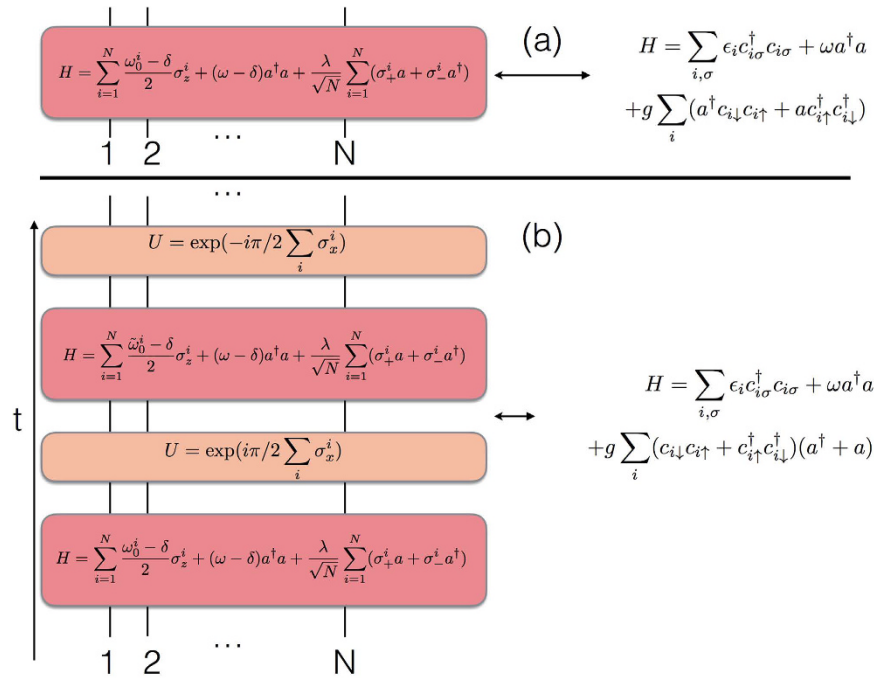 H = \sum_{i=1}^{N} \frac{\omega_0^i - \delta}{2} \sigma_z^i + (\omega - \delta) a^\dagger a + \frac{\lambda}{\sqrt{N}} \sum_{i=1}^{N} (\sigma_+^i a + \sigma_-^i a^\dagger)
(a)
H = \sum_{i,\sigma} \epsilon_i c_{i\sigma}^\dagger c_{i\sigma} + \omega a^\dagger a
+ g \sum_i (a^\dagger c_{i\downarrow} c_{i\uparrow} + a c_{i\uparrow}^\dagger c_{i\downarrow}^\dagger)
...
1 2 N
...
(b)
U = \exp(-i\pi/2 \sum_i \sigma_x^i)
H = \sum_{i=1}^{N} \frac{\tilde{\omega}_0^i - \delta}{2} \sigma_z^i + (\omega - \delta) a^\dagger a + \frac{\lambda}{\sqrt{N}} \sum_{i=1}^{N} (\sigma_+^i a + \sigma_-^i a^\dagger)
t
H = \sum_{i,\sigma} \epsilon_i c_{i\sigma}^\dagger c_{i\sigma} + \omega a^\dagger a
+ g \sum_i (c_{i\downarrow} c_{i\uparrow} + c_{i\uparrow}^\dagger c_{i\downarrow}^\dagger)(a^\dagger + a)
U = \exp(i\pi/2 \sum_i \sigma_x^i)
H = \sum_{i=1}^{N} \frac{\omega_0^i - \delta}{2} \sigma_z^i + (\omega - \delta) a^\dagger a + \frac{\lambda}{\sqrt{N}} \sum_{i=1}^{N} (\sigma_+^i a + \sigma_-^i a^\dagger)
...
1 2 N